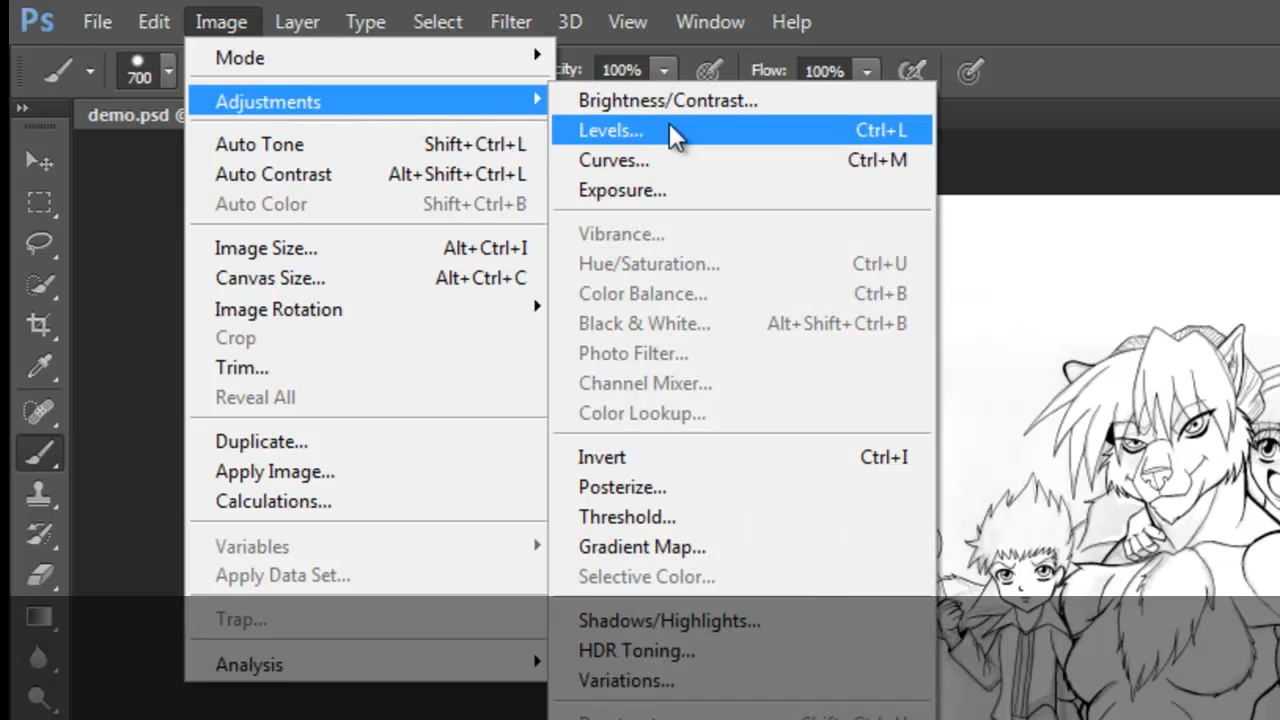 Ps File Edit Image Layer Type Select Filter 3D View Window Help
700 100% Flow: 100%
demo.psd @
Mode
Adjustments
Auto Tone Shift+Ctrl+L
Auto Contrast Alt+Shift+Ctrl+L
Auto Color Shift+Ctrl+B
Image Size... Alt+Ctrl+I
Canvas Size... Alt+Ctrl+C
Image Rotation
Crop
Trim...
Reveal All
Duplicate...
Apply Image...
Calculations...
Variables
Apply Data Set...
Trap...
Analysis
Brightness/Contrast...
Levels... Ctrl+L
Curves... Ctrl+M
Exposure...
Vibrance...
Hue/Saturation... Ctrl+U
Color Balance... Ctrl+B
Black & White... Alt+Shift+Ctrl+B
Photo Filter...
Channel Mixer...
Color Lookup...
Invert Ctrl+I
Posterize...
Threshold...
Gradient Map...
Selective Color...
Shadows/Highlights...
HDR Toning...
Variations...